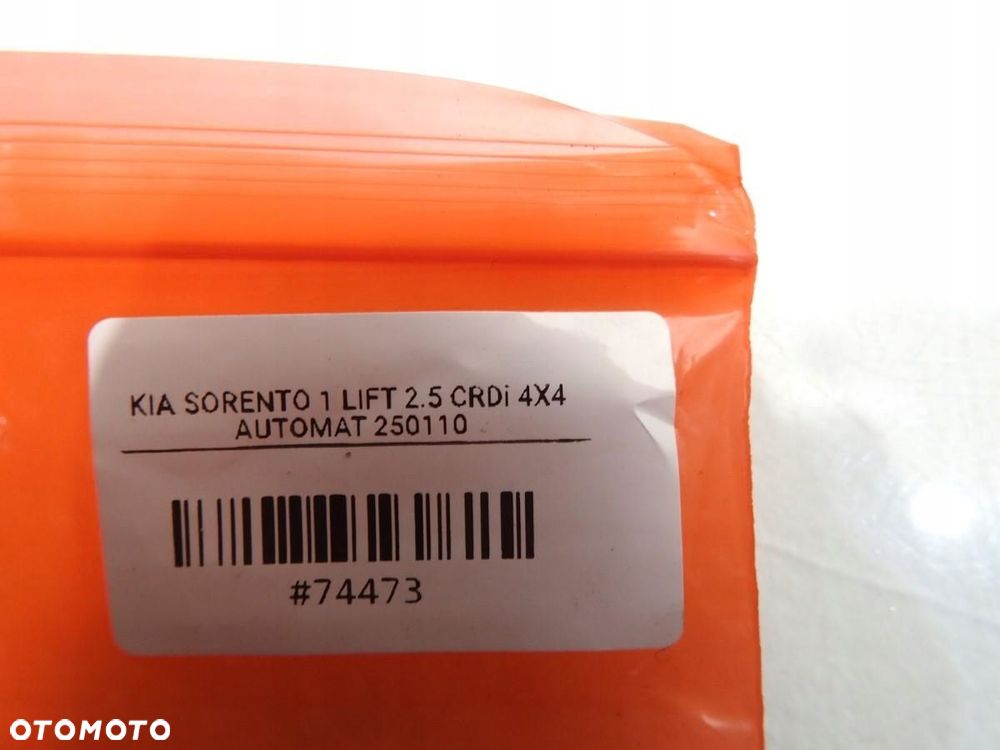 KIA SORENTO 1 LIFT 2.5 CRDi 4X4
AUTOMAT 250110
#74473
OTOMOTO